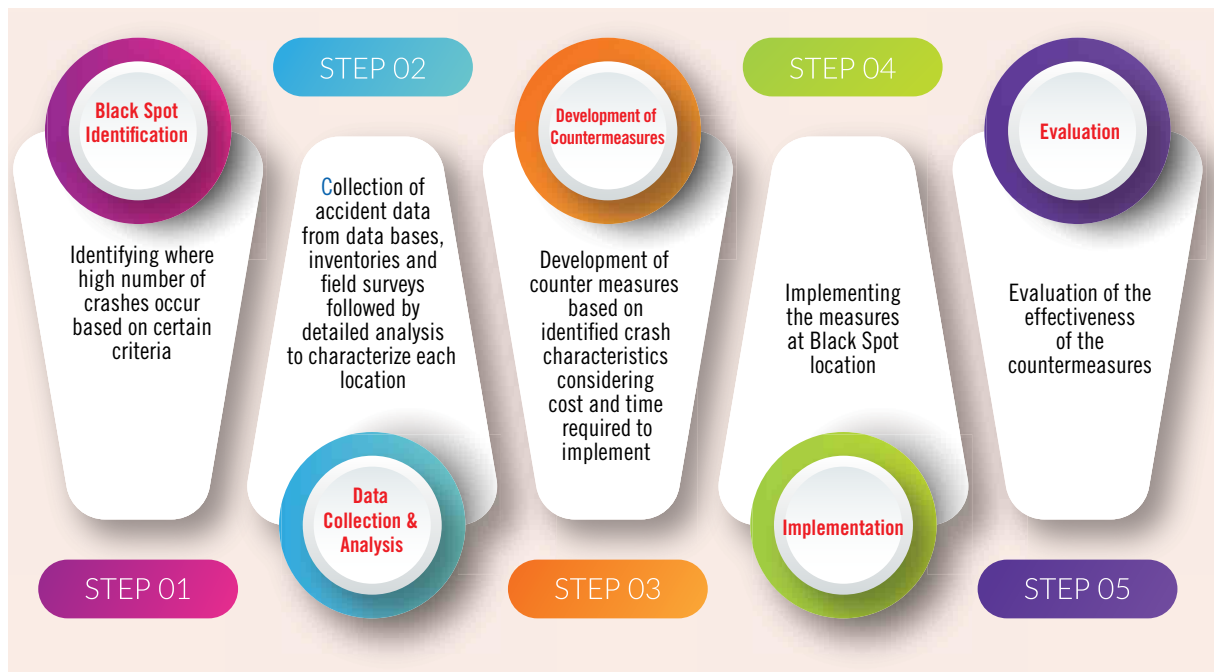 Black Spot
Identification
Identifying where
high number of
crashes occur
based on certain
criteria
STEP 01
STEP 02
Collection of
accident data
from data bases,
inventories and
field surveys
followed by
detailed analysis
to characterize each
location
Data
Collection &
Analysis
Development of
Countermeasures
Development of
counter measures
based on
identified crash
characteristics
considering
cost and time
required to
implement
STEP 03
STEP 04
Implementing
the measures
at Black Spot
location
Implementation
Evaluation
Evaluation of the
effectiveness
of the
countermeasures
STEP 05